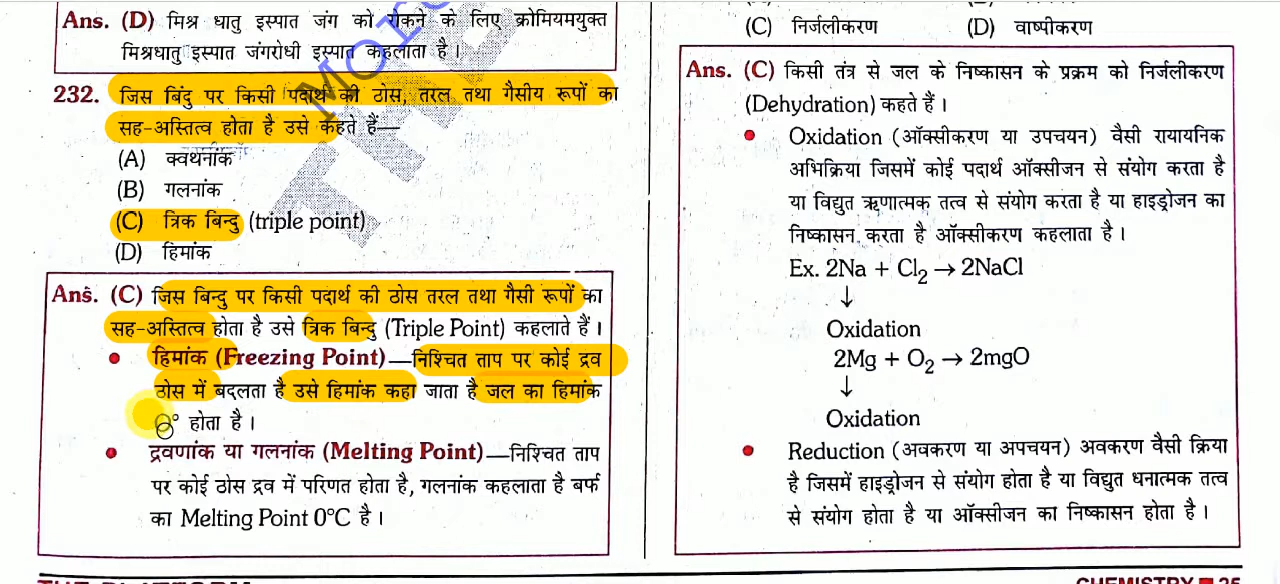 Ans. (D) मिश्र धातु इस्पात जंग को रोकने के लिए क्रोमियमयुक्त
मिश्रधातु इस्पात जंगरोधी इस्पात कहलाता है।
232. जिस बिंदु पर किसी पदार्थ की ठोस, तरल तथा गैसीय रूपों का
सह-अस्तित्व होता है उसे कहते हैं—
(A) क्वथनांक
(B) गलनांक
(C) त्रिक बिन्दु (triple point)
(D) हिमांक
Ans. (C) जिस बिन्दु पर किसी पदार्थ की ठोस तरल तथा गैसी रूपों का
सह-अस्तित्व होता है उसे त्रिक बिन्दु (Triple Point) कहलाते हैं।
• हिमांक (Freezing Point)—निश्चित ताप पर कोई द्रव
ठोस में बदलता है उसे हिमांक कहा जाता है जल का हिमांक
0° होता है।
• द्रवणांक या गलनांक (Melting Point)—निश्चित ताप
पर कोई ठोस द्रव में परिणत होता है, गलनांक कहलाता है बर्फ
का Melting Point 0°C है।
(C) निर्जलीकरण (D) वाष्पीकरण
Ans. (C) किसी तंत्र से जल के निष्कासन के प्रक्रम को निर्जलीकरण
(Dehydration) कहते हैं।
• Oxidation (ऑक्सीकरण या उपचयन) वैसी रायायनिक
अभिक्रिया जिसमें कोई पदार्थ ऑक्सीजन से संयोग करता है
या विद्युत ऋणात्मक तत्व से संयोग करता है या हाइड्रोजन का
निष्कासन करता है ऑक्सीकरण कहलाता है।
Ex. 2Na + Cl₂ → 2NaCl
↓
Oxidation
2Mg + O₂ → 2mgO
↓
Oxidation
• Reduction (अवकरण या अपचयन) अवकरण वैसी क्रिया
है जिसमें हाइड्रोजन से संयोग होता है या विद्युत धनात्मक तत्व
से संयोग होता है या ऑक्सीजन का निष्कासन होता है।
THE PLATFORM
CHEMISTRY ■ 25